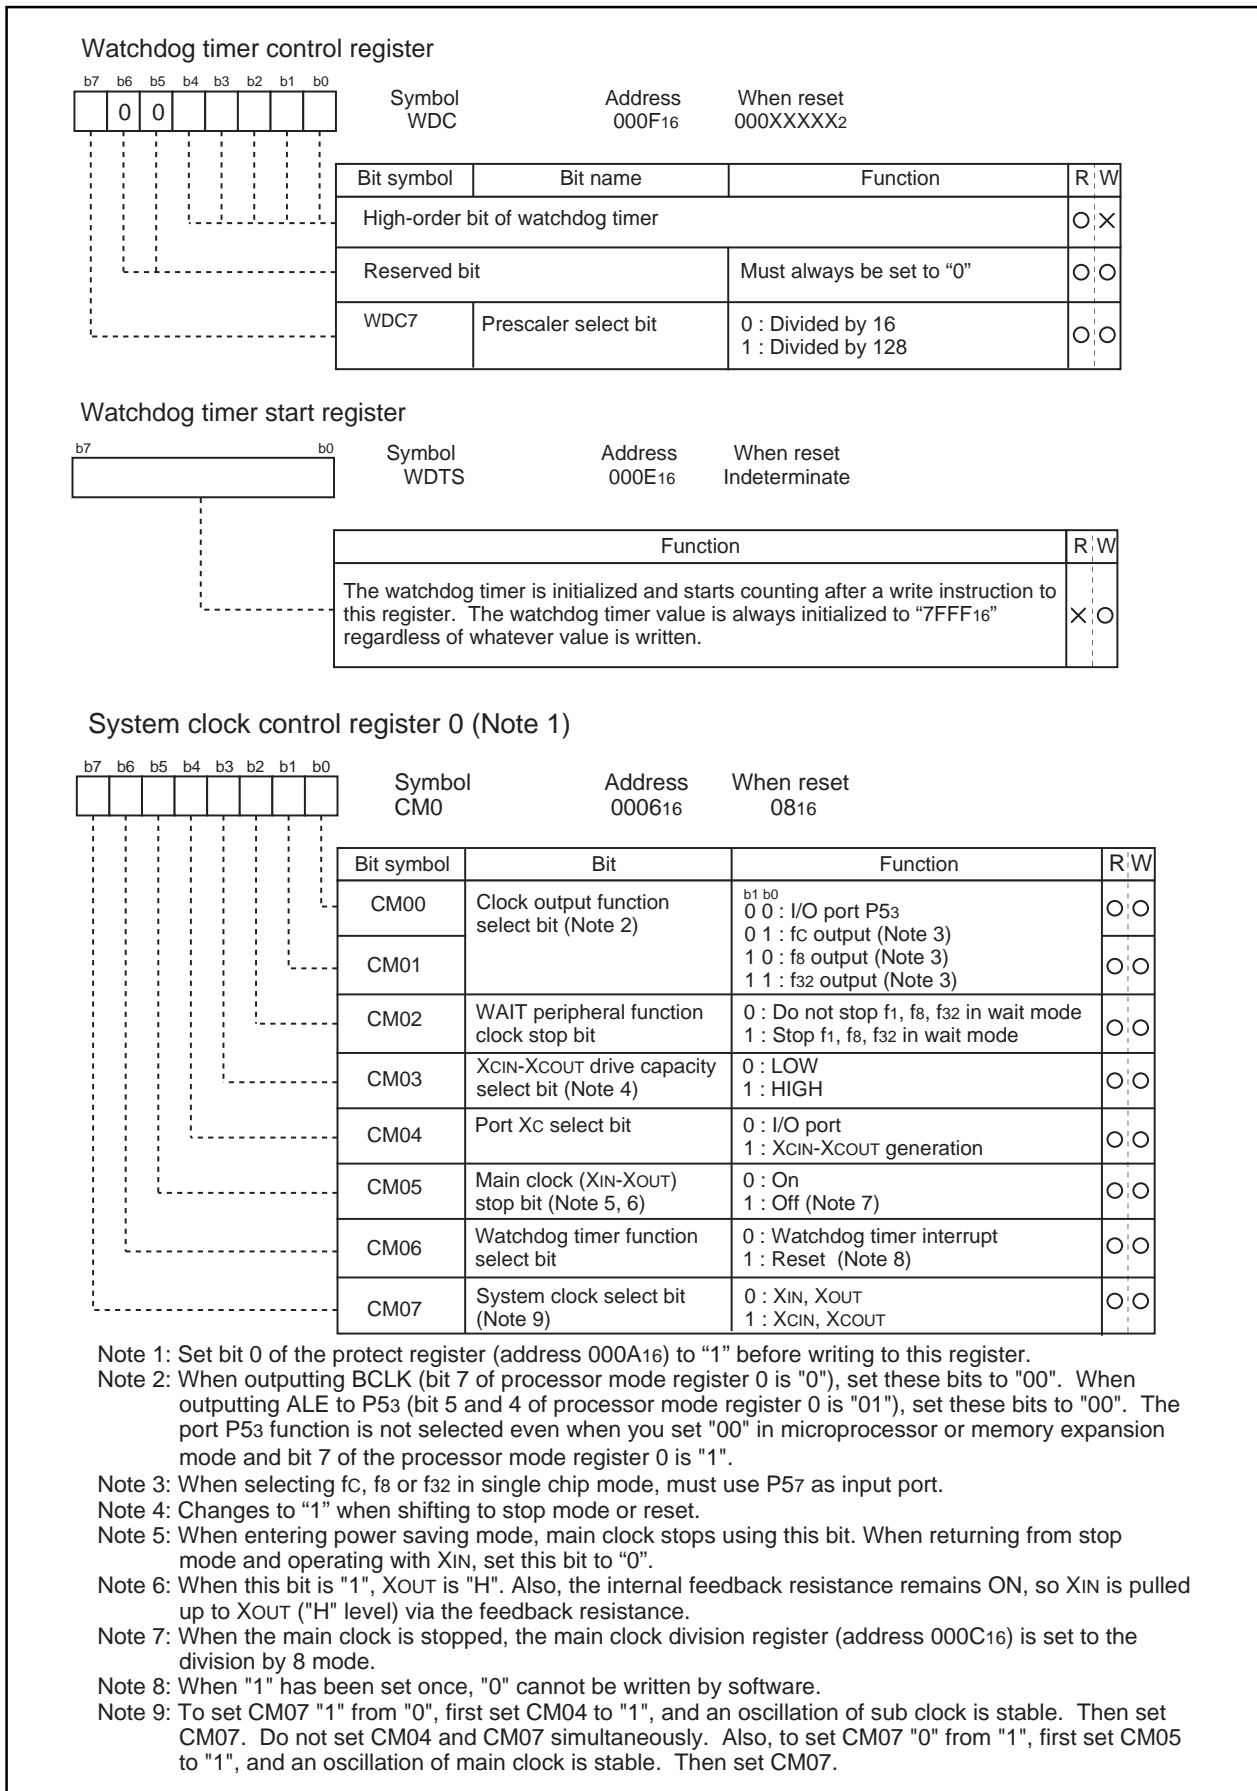 Watchdog timer control register
b7 b6 b5 b4 b3 b2 b1 b0
0 0
Symbol Address When reset
WDC 000F16 000XXXXX2
Bit symbol Bit name Function R W
High-order bit of watchdog timer
Reserved bit Must always be set to “0”
WDC7 Prescaler select bit 0 : Divided by 16
1 : Divided by 128
Watchdog timer start register
b7 b0
Symbol Address When reset
WDTS 000E16 Indeterminate
Function R W
The watchdog timer is initialized and starts counting after a write instruction to
this register. The watchdog timer value is always initialized to “7FFF16”
regardless of whatever value is written.
System clock control register 0 (Note 1)
b7 b6 b5 b4 b3 b2 b1 b0
Symbol Address When reset
CM0 000616 0816
Bit symbol Bit Function R W
CM00 Clock output function
select bit (Note 2)
b1 b0
0 0 : I/O port P53
0 1 : fC output (Note 3)
CM01 1 0 : f8 output (Note 3)
1 1 : f32 output (Note 3)
CM02 WAIT peripheral function
clock stop bit
0 : Do not stop f1, f8, f32 in wait mode
1 : Stop f1, f8, f32 in wait mode
CM03 XCIN-XCOUT drive capacity
select bit (Note 4)
0 : LOW
1 : HIGH
CM04 Port XC select bit 0 : I/O port
1 : XCIN-XCOUT generation
CM05 Main clock (XIN-XOUT)
stop bit (Note 5, 6)
0 : On
1 : Off (Note 7)
CM06 Watchdog timer function
select bit
0 : Watchdog timer interrupt
1 : Reset (Note 8)
CM07 System clock select bit
(Note 9)
0 : XIN, XOUT
1 : XCIN, XCOUT
Note 1: Set bit 0 of the protect register (address 000A16) to “1” before writing to this register.
Note 2: When outputting BCLK (bit 7 of processor mode register 0 is "0"), set these bits to "00". When
outputting ALE to P53 (bit 5 and 4 of processor mode register 0 is "01"), set these bits to "00". The
port P53 function is not selected even when you set "00" in microprocessor or memory expansion
mode and bit 7 of the processor mode register 0 is "1".
Note 3: When selecting fC, f8 or f32 in single chip mode, must use P57 as input port.
Note 4: Changes to “1” when shifting to stop mode or reset.
Note 5: When entering power saving mode, main clock stops using this bit. When returning from stop
mode and operating with XIN, set this bit to “0”.
Note 6: When this bit is "1", XOUT is "H". Also, the internal feedback resistance remains ON, so XIN is pulled
up to XOUT ("H" level) via the feedback resistance.
Note 7: When the main clock is stopped, the main clock division register (address 000C16) is set to the
division by 8 mode.
Note 8: When "1" has been set once, "0" cannot be written by software.
Note 9: To set CM07 "1" from "0", first set CM04 to "1", and an oscillation of sub clock is stable. Then set
CM07. Do not set CM04 and CM07 simultaneously. Also, to set CM07 "0" from "1", first set CM05
to "1", and an oscillation of main clock is stable. Then set CM07.